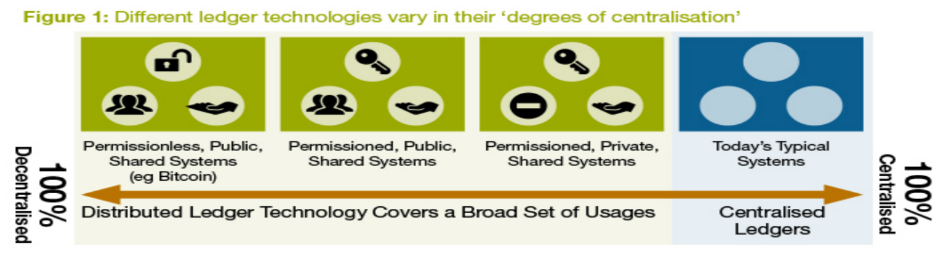 Figure 1: Different ledger technologies vary in their ‘degrees of centralisation’
Permissionless, Public,
Shared Systems
(eg Bitcoin)
Permissioned, Public,
Shared Systems
Permissioned, Private,
Shared Systems
Today’s Typical
Systems
100%
Decentralised
100%
Centralised
Distributed Ledger Technology Covers a Broad Set of Usages
Centralised
Ledgers